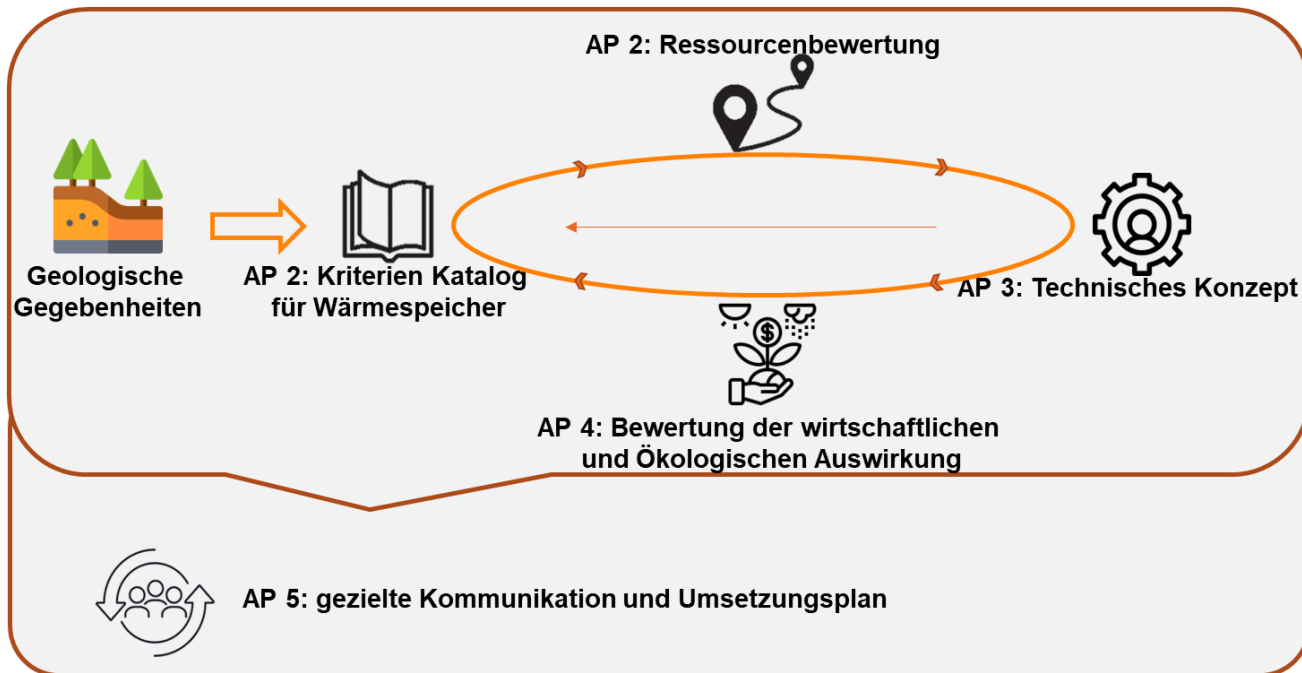 AP 2: Ressourcenbewertung
Geologische
Gegebenheiten
AP 2: Kriterien Katalog
für Wärmespeicher
AP 3: Technisches Konzept
$
AP 4: Bewertung der wirtschaftlichen
und Ökologischen Auswirkung
AP 5: gezielte Kommunikation und Umsetzungsplan